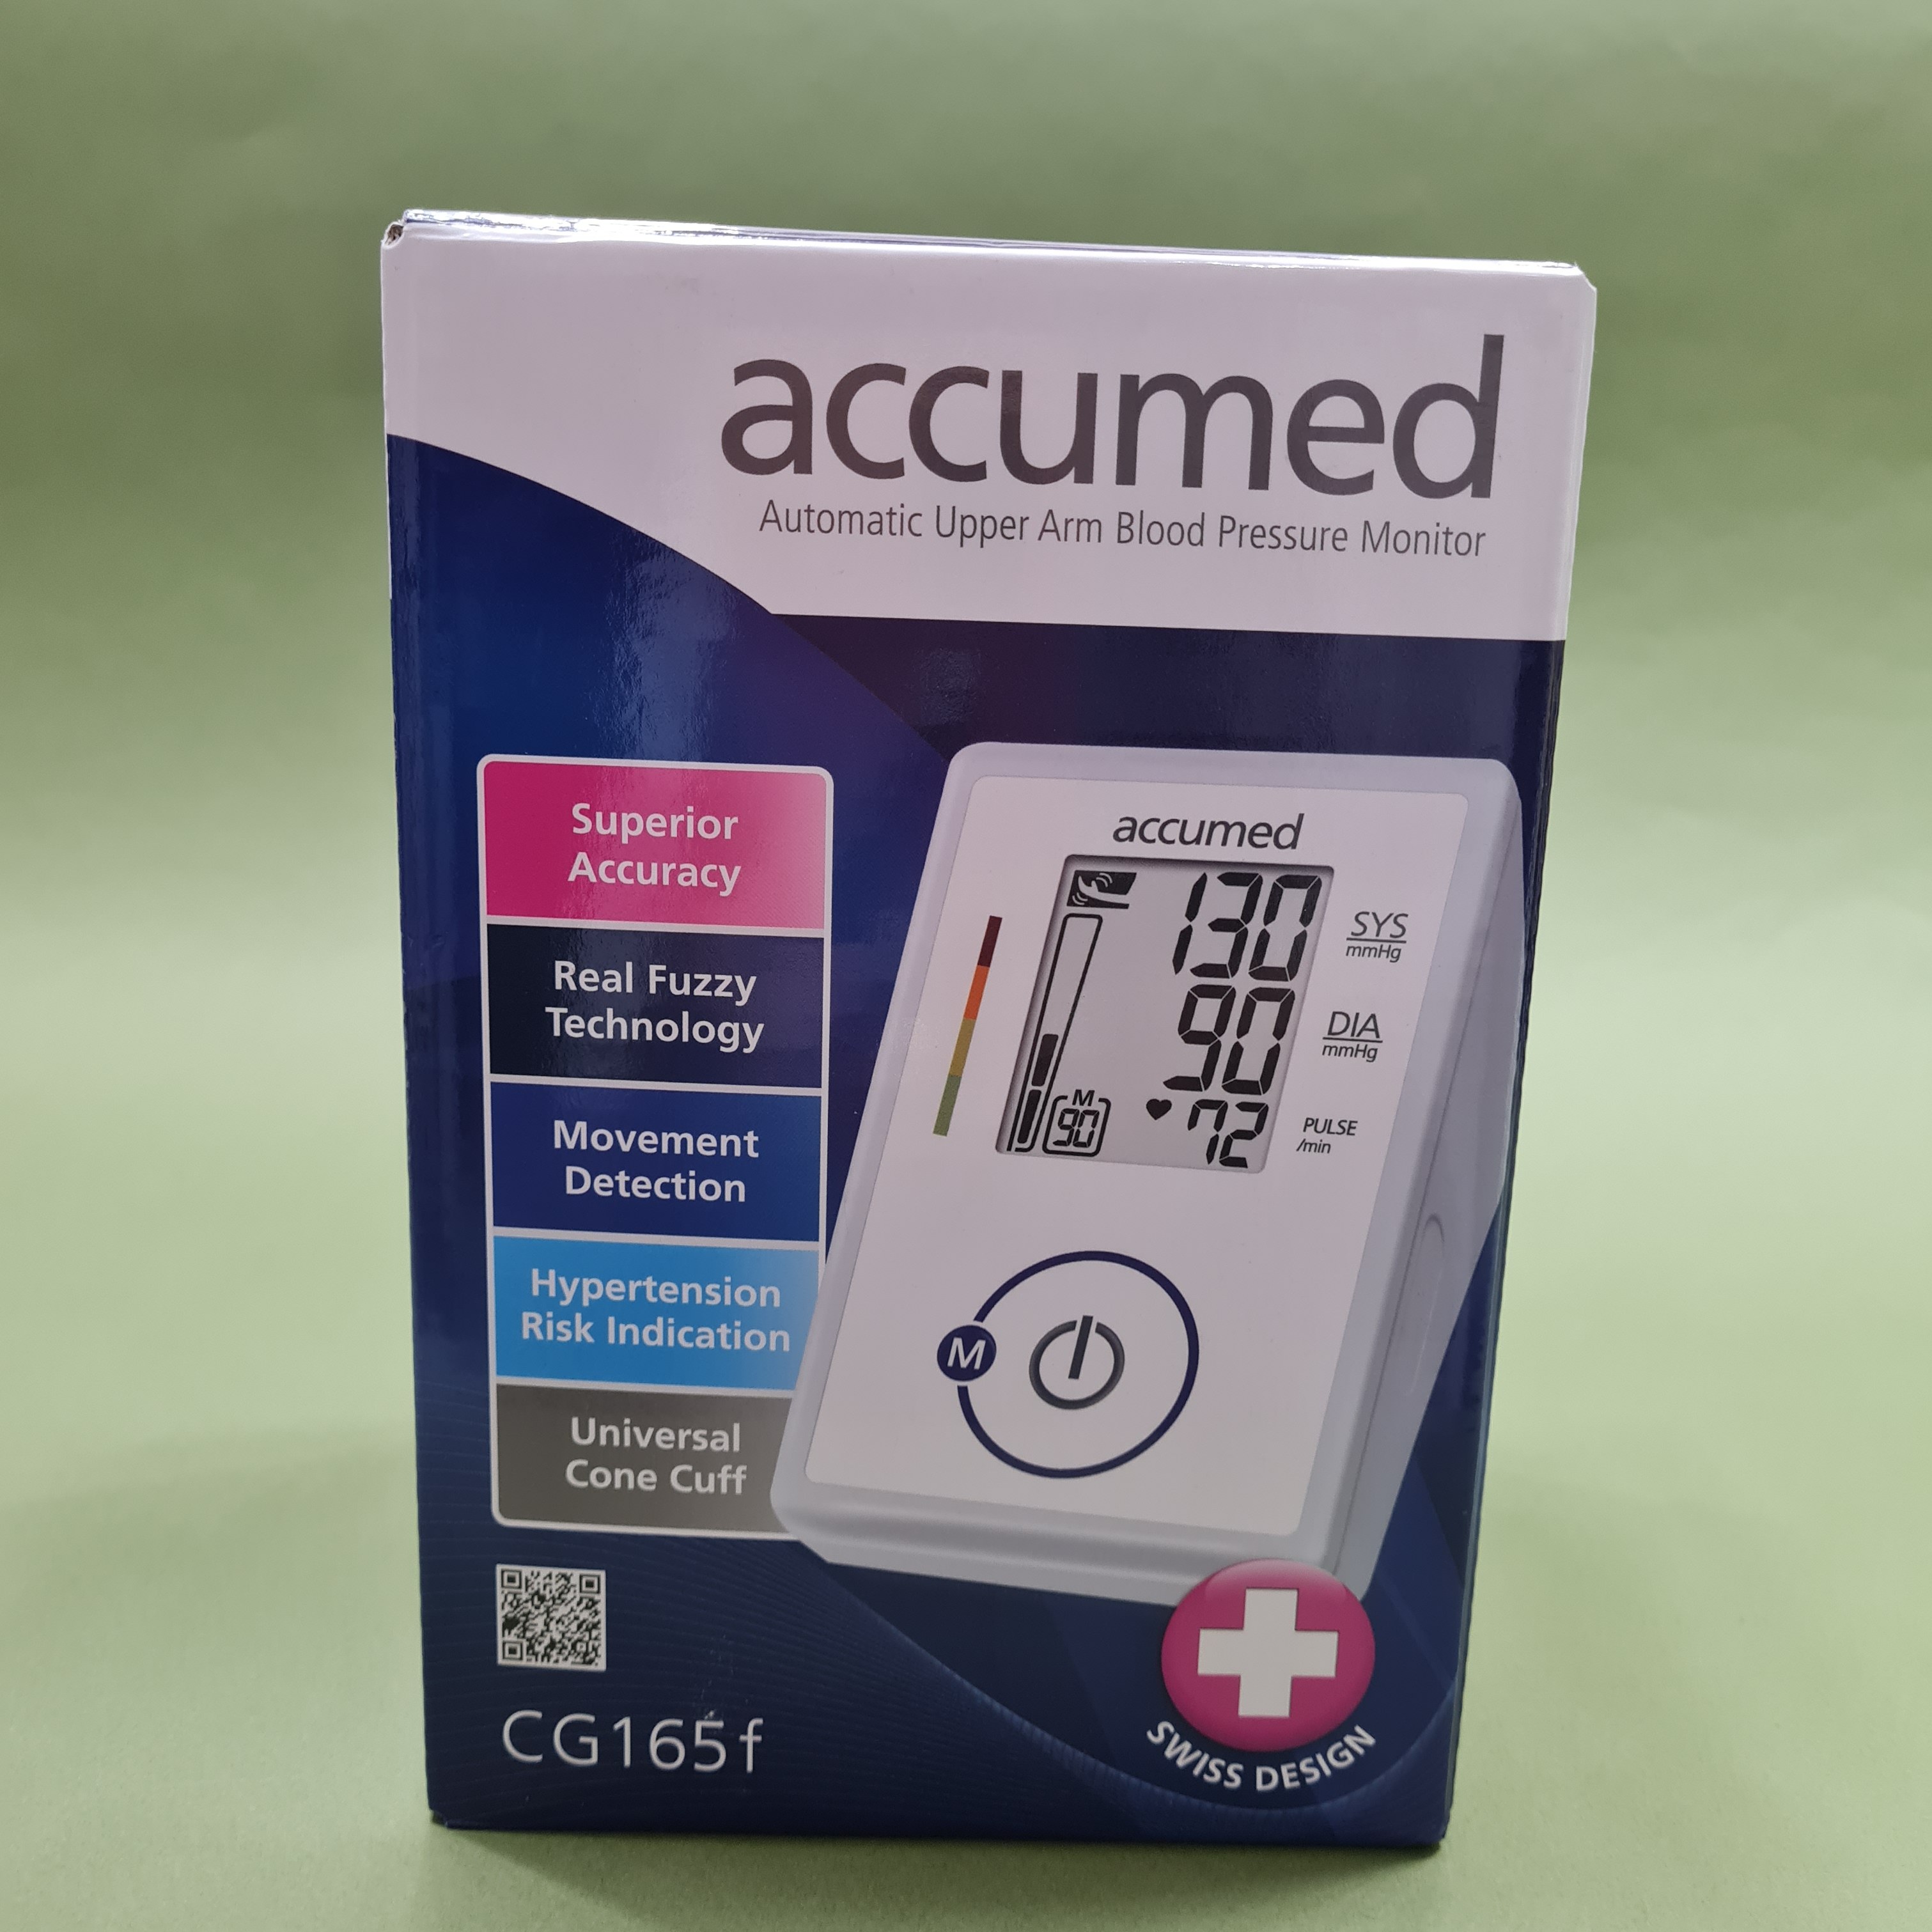 accumed
Automatic Upper Arm Blood Pressure Monitor
Superior
Accuracy
Real Fuzzy
Technology
Movement
Detection
Hypertension
Risk Indication
Universal
Cone Cuff
accumed
130
SYS
mmHg
90
DIA
mmHg
M
90
72
PULSE
/min
M
CG165f
SWISS DESIGN